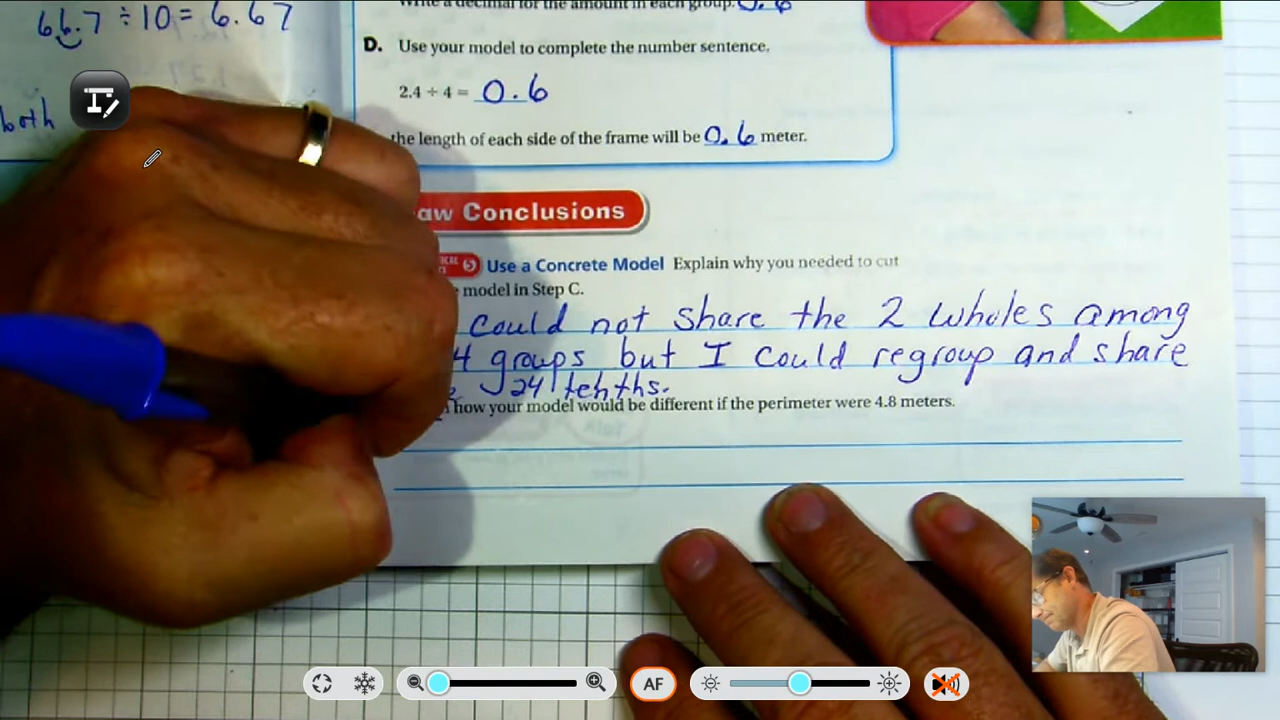 66.7 ÷ 10 = 6.67
both
Write a decimal for the amount in each group. 0.6
D. Use your model to complete the number sentence.
2.4 ÷ 4 = 0.6
the length of each side of the frame will be 0.6 meter.
aw Conclusions
Use a Concrete Model Explain why you needed to cut
model in Step C.
could not share the 2 wholes among
4 groups but I could regroup and share
24 tenths.
how your model would be different if the perimeter were 4.8 meters.
AF